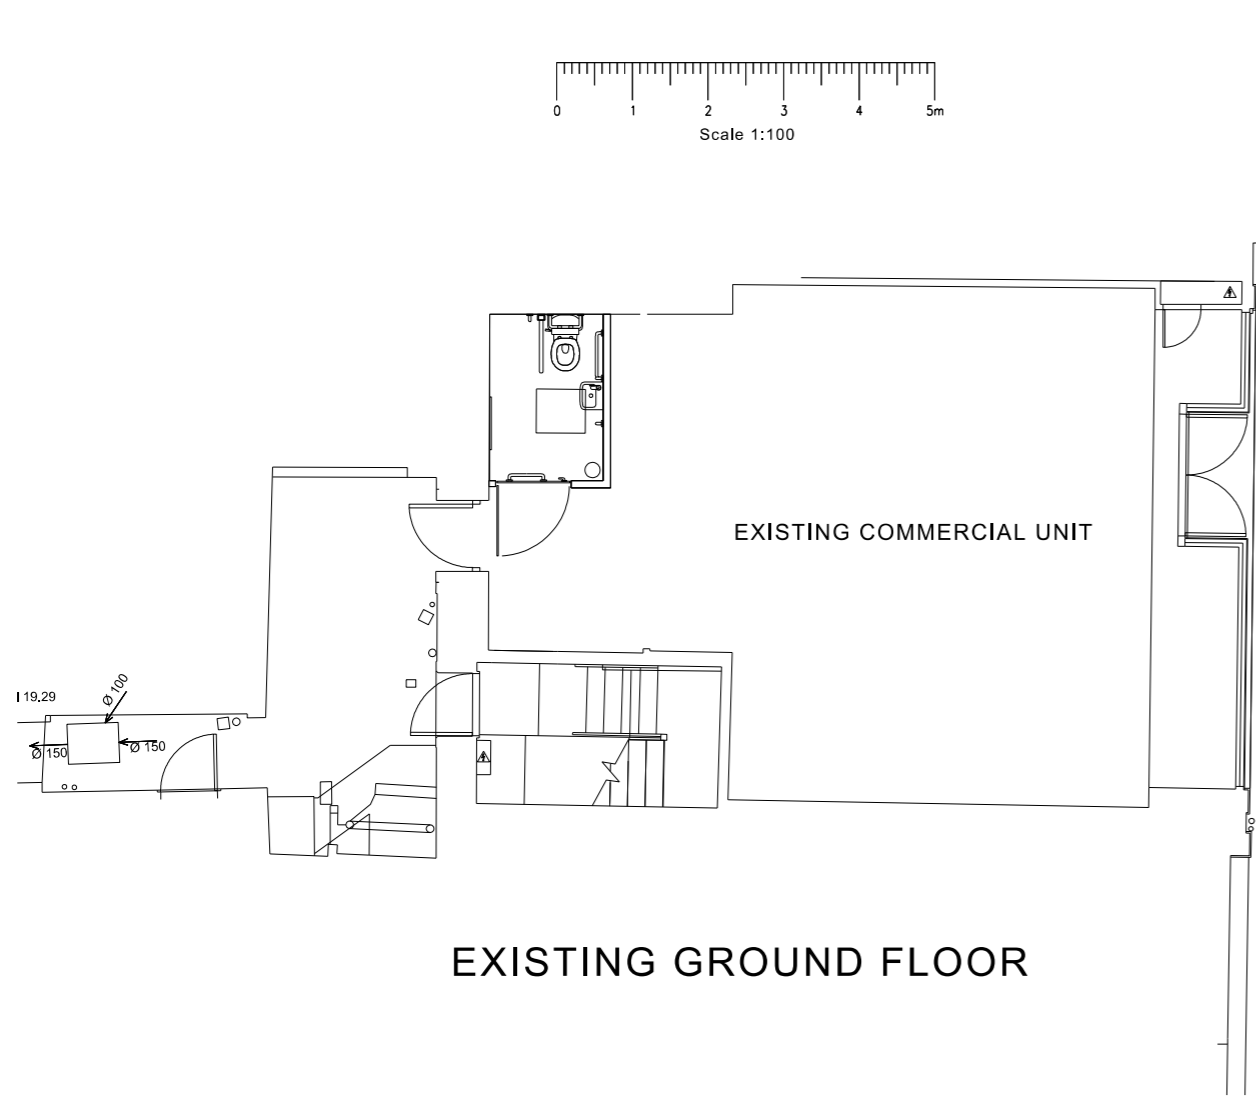 0 1 2 3 4 5m
Scale 1:100
EXISTING COMMERCIAL UNIT
19.29
Ø 100
Ø 150
Ø 150
EXISTING GROUND FLOOR